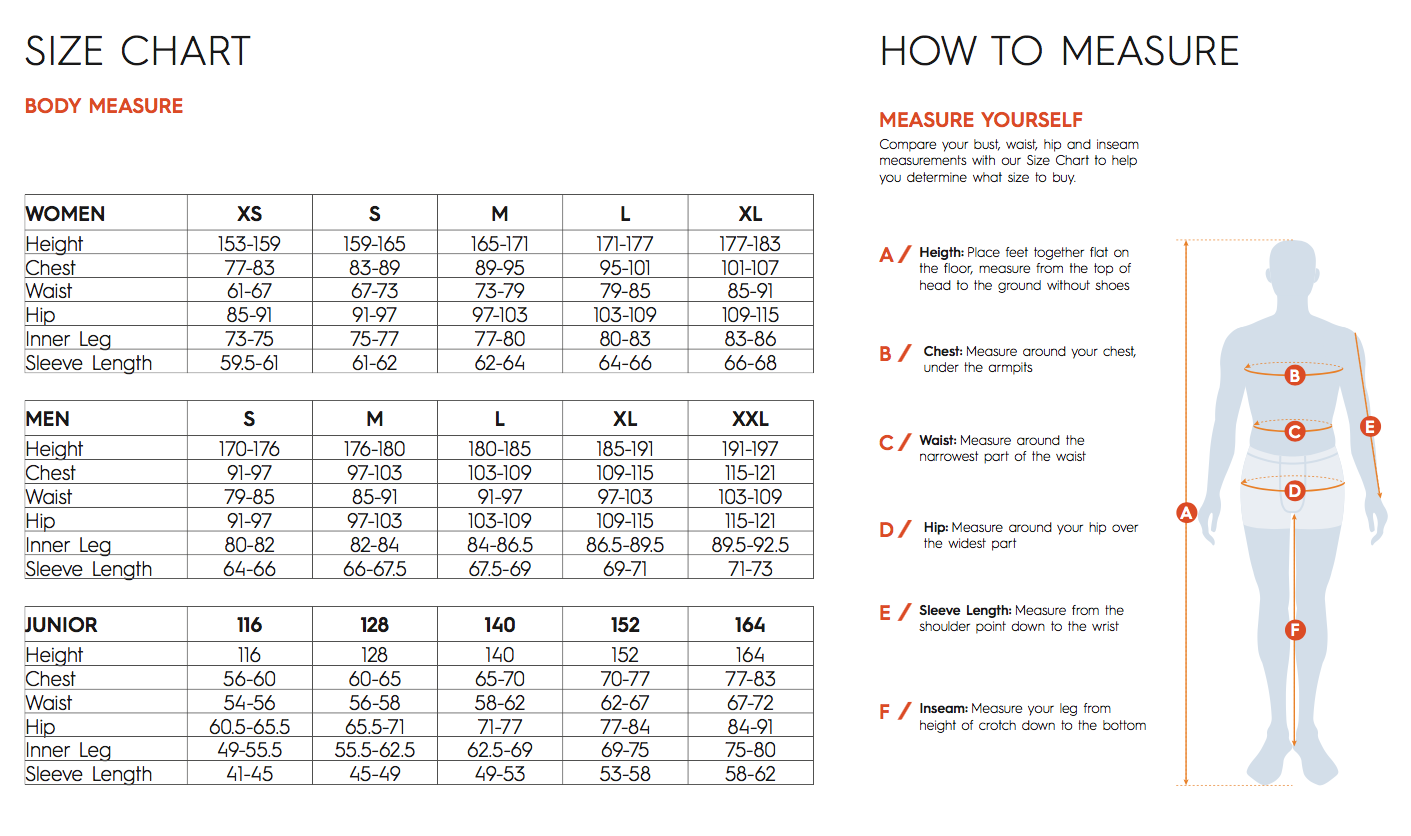 SIZE CHART
BODY MEASURE
WOMEN XS S M L XL
Height 153-159 159-165 165-171 171-177 177-183
Chest 77-83 83-89 89-95 95-101 101-107
Waist 61-67 67-73 73-79 79-85 85-91
Hip 85-91 91-97 97-103 103-109 109-115
Inner Leg 73-75 75-77 77-80 80-83 83-86
Sleeve Length 59.5-61 61-62 62-64 64-66 66-68
MEN S M L XL XXL
Height 170-176 176-180 180-185 185-191 191-197
Chest 91-97 97-103 103-109 109-115 115-121
Waist 79-85 85-91 91-97 97-103 103-109
Hip 91-97 97-103 103-109 109-115 115-121
Inner Leg 80-82 82-84 84-86.5 86.5-89.5 89.5-92.5
Sleeve Length 64-66 66-67.5 67.5-69 69-71 71-73
JUNIOR 116 128 140 152 164
Height 116 128 140 152 164
Chest 56-60 60-65 65-70 70-77 77-83
Waist 54-56 56-58 58-62 62-67 67-72
Hip 60.5-65.5 65.5-71 71-77 77-84 84-91
Inner Leg 49-55.5 55.5-62.5 62.5-69 69-75 75-80
Sleeve Length 41-45 45-49 49-53 53-58 58-62
HOW TO MEASURE
MEASURE YOURSELF
Compare your bust, waist, hip and inseam
measurements with our Size Chart to help
you determine what size to buy.
A / Heigth: Place feet together flat on
the floor, measure from the top of
head to the ground without shoes
B / Chest: Measure around your chest,
under the armpits
C / Waist: Measure around the
narrowest part of the waist
D / Hip: Measure around your hip over
the widest part
E / Sleeve Length: Measure from the
shoulder point down to the wrist
F / Inseam: Measure your leg from
height of crotch down to the bottom
B
E
C
D
A
F